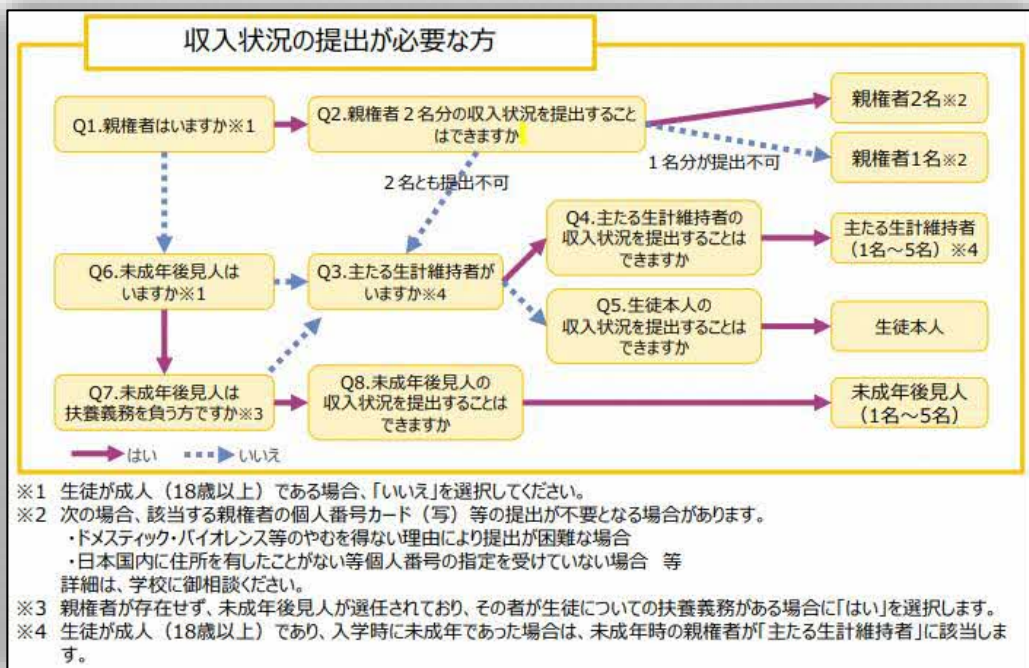 収入状況の提出が必要な方
Q1.親権者はいますか※1
Q2.親権者2名分の収入状況を提出すること
はできますか
親権者2名※2
親権者1名※2
1名分が提出不可
2名とも提出不可
Q6.未成年後見人は
いますか※1
Q3.主たる生計維持者が
いますか※4
Q4.主たる生計維持者の
収入状況を提出することは
できますか
主たる生計維持者
(1名~5名)※4
Q5.生徒本人の
収入状況を提出することは
できますか
生徒本人
Q7.未成年後見人は
扶養義務を負う方ですか※3
Q8.未成年後見人の
収入状況を提出することは
できますか
未成年後見人
(1名~5名)
はい いいえ
※1 生徒が成人(18歳以上)である場合、「いいえ」を選択してください。
※2 次の場合、該当する親権者の個人番号カード(写)等の提出が不要となる場合があります。
・ドメスティック・バイオレンス等のやむを得ない理由により提出が困難な場合
・日本国内に住所を有したことがない等個人番号の指定を受けていない場合 等
詳細は、学校に御相談ください。
※3 親権者が存在せず、未成年後見人が選任されており、その者が生徒についての扶養義務がある場合に「はい」を選択します。
※4 生徒が成人(18歳以上)であり、入学時に未成年であった場合は、未成年時の親権者が「主たる生計維持者」に該当しま
す。